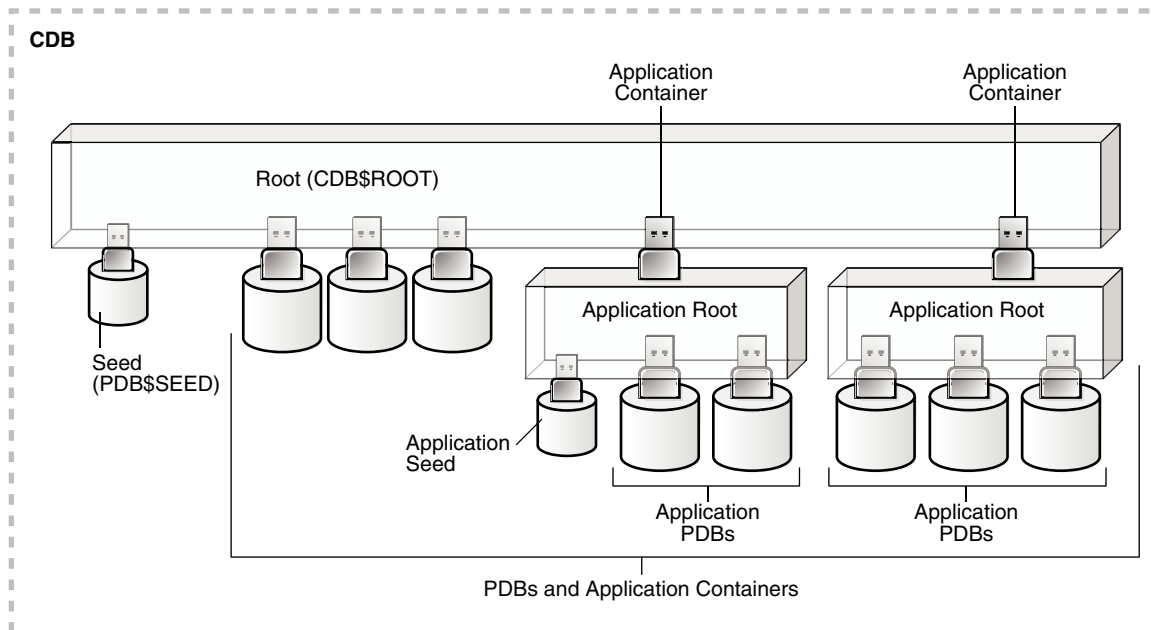 CDB
Application
Container
Application
Container
Root (CDB$ROOT)
Application Root
Application Root
Seed
(PDB$SEED)
Application
Seed
Application
PDBs
Application
PDBs
PDBs and Application Containers